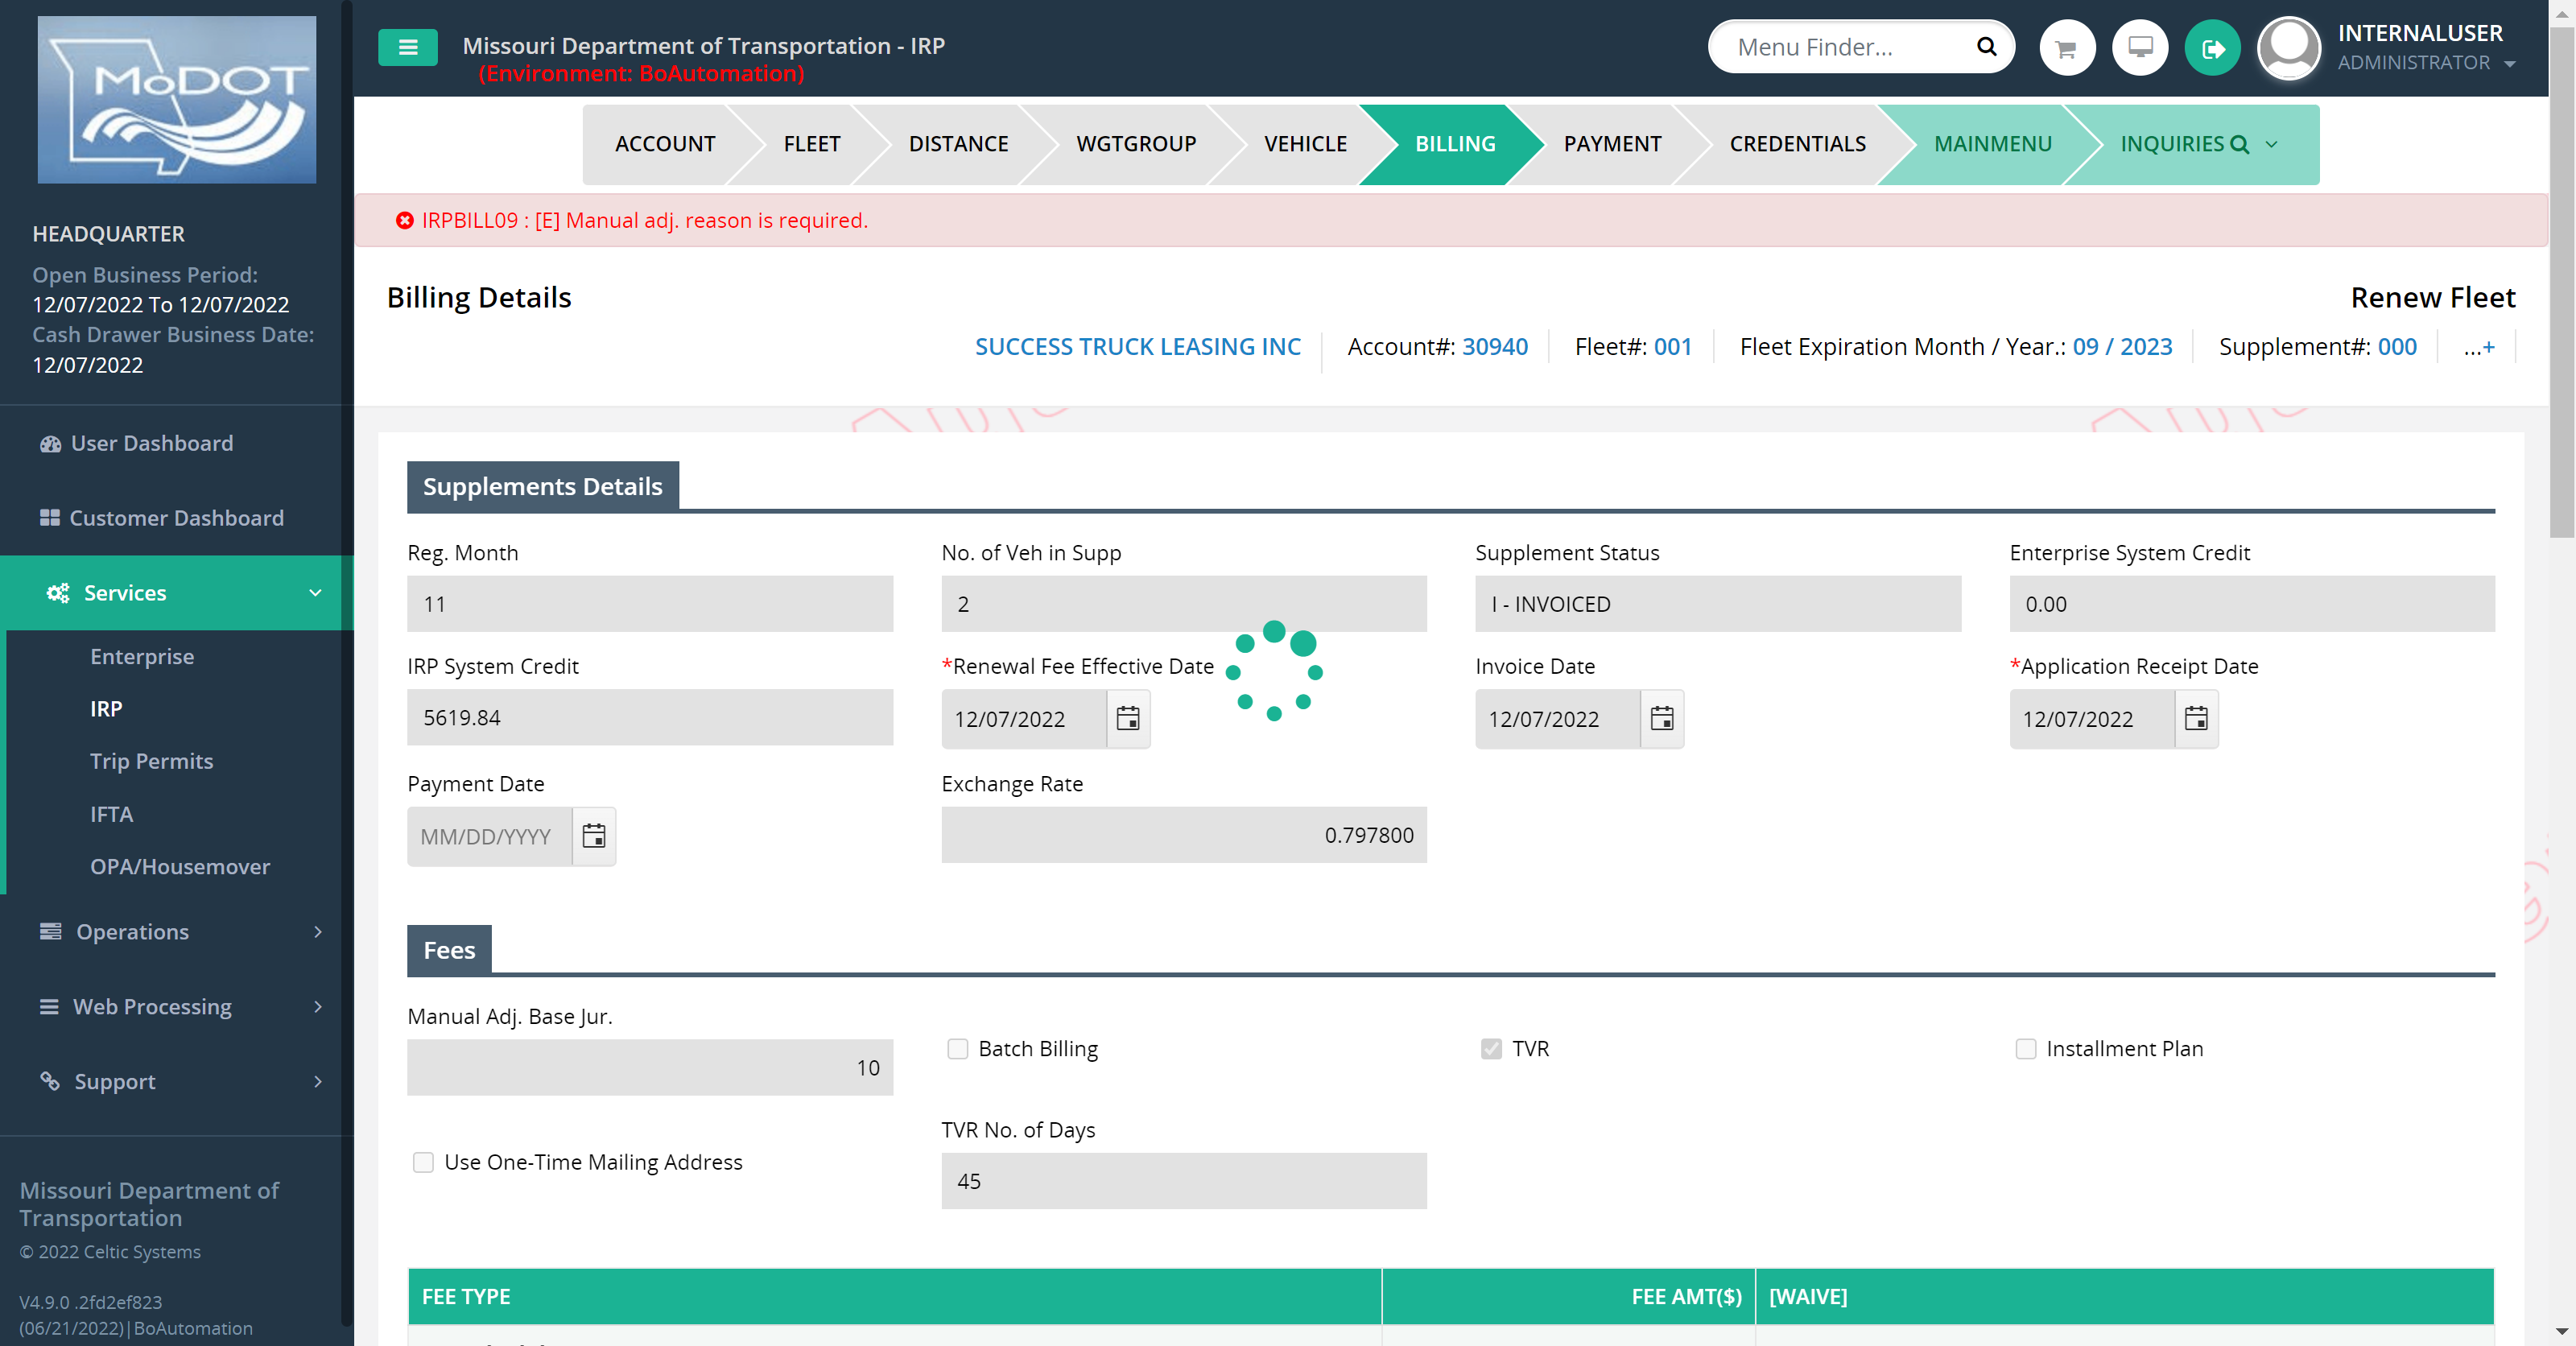 MoDOT
HEADQUARTER
Open Business Period:
12/07/2022 To 12/07/2022
Cash Drawer Business Date:
12/07/2022
User Dashboard
Customer Dashboard
Services
Enterprise
IRP
Trip Permits
IFTA
OPA/Housemover
Operations
Web Processing
Support
Missouri Department of
Transportation
© 2022 Celtic Systems
V4.9.0 .2fd2ef823
(06/21/2022)|BoAutomation
Missouri Department of Transportation - IRP
(Environment: BoAutomation)
Menu Finder...
INTERNALUSER
ADMINISTRATOR
ACCOUNT FLEET DISTANCE WGTGROUP VEHICLE BILLING PAYMENT CREDENTIALS MAINMENU INQUIRIES
IRPBILL09 : [E] Manual adj. reason is required.
Billing Details
Renew Fleet
SUCCESS TRUCK LEASING INC Account#: 30940 Fleet#: 001 Fleet Expiration Month / Year.: 09 / 2023 Supplement#: 000 ...+
Supplements Details
Reg. Month No. of Veh in Supp Supplement Status Enterprise System Credit
11 2 I - INVOICED 0.00
IRP System Credit *Renewal Fee Effective Date Invoice Date *Application Receipt Date
5619.84 12/07/2022 12/07/2022 12/07/2022
Payment Date Exchange Rate
MM/DD/YYYY 0.797800
Fees
Manual Adj. Base Jur.
10 Batch Billing TVR Installment Plan
TVR No. of Days
Use One-Time Mailing Address
45
FEE TYPE FEE AMT($) [WAIVE]